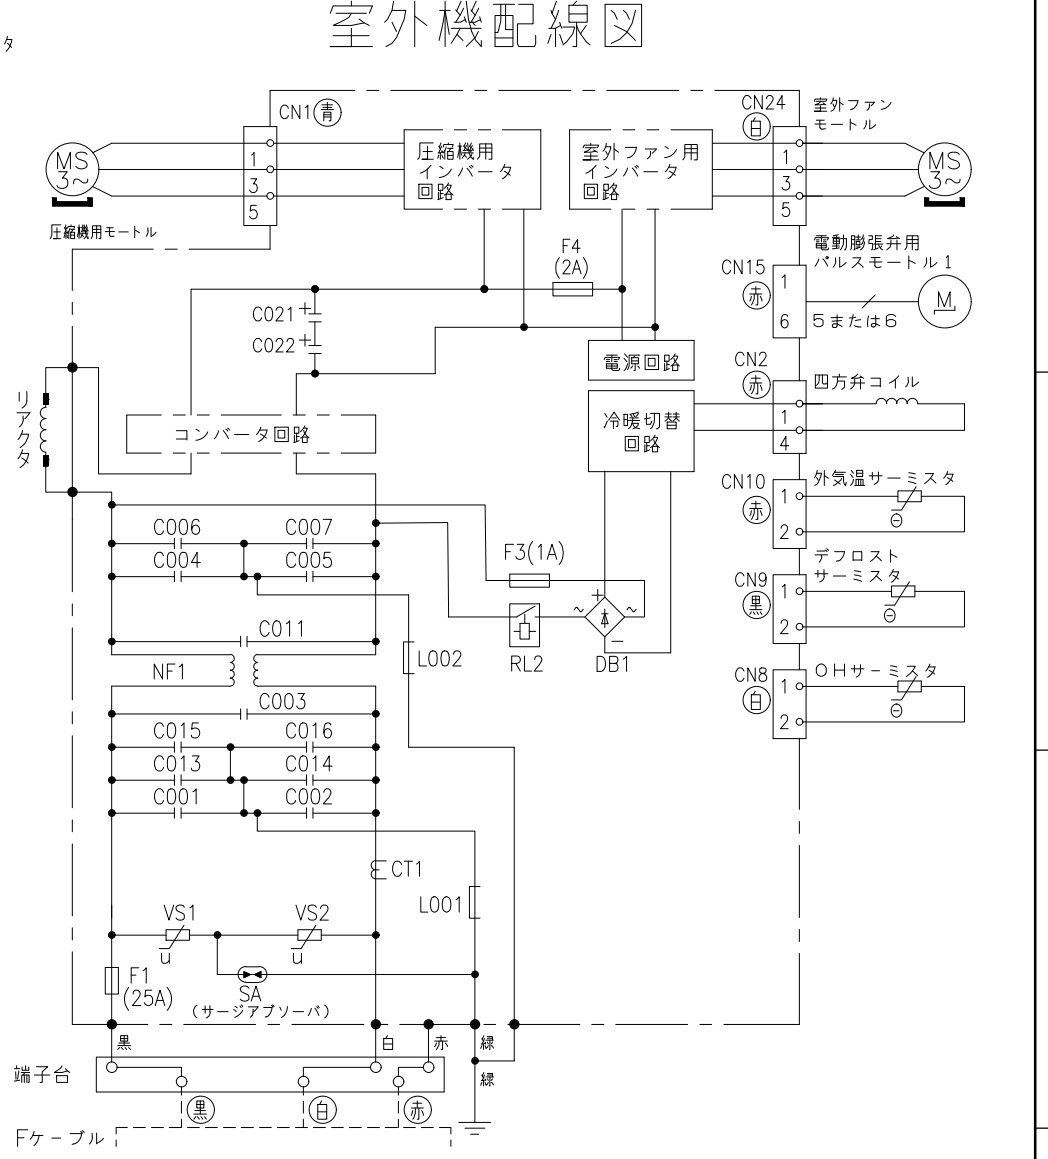 室外機配線図
タ
CN1 青
CN24
白
室外ファン
モートル
MS
3～
1
3
5
圧縮機用
インバータ
回路
室外ファン用
インバータ
回路
1
3
5
MS
3～
圧縮機用モートル
F4
(2A)
CN15
赤
1
6
電動膨張弁用
パルスモートル1
M
5または6
C021 +
C022 +
電源回路
CN2
赤
1
4
四方弁コイル
リアクタ
コンバータ回路
冷暖切替
回路
CN10
赤
1
2
外気温サーミスタ
Θ
C006
C007
C004
C005
F3(1A)
CN9
黒
1
2
デフロスト
サーミスタ
Θ
+
～
～
－
RL2
DB1
C011
NF1
L002
CN8
白
1
2
OHサーミスタ
Θ
C003
C015
C016
C013
C014
C001
C002
CT1
L001
VS1
VS2
u
u
F1
(25A)
SA
(サージアブソーバ)
黒
白
赤
緑
緑
端子台
黒
白
赤
Fケーブル